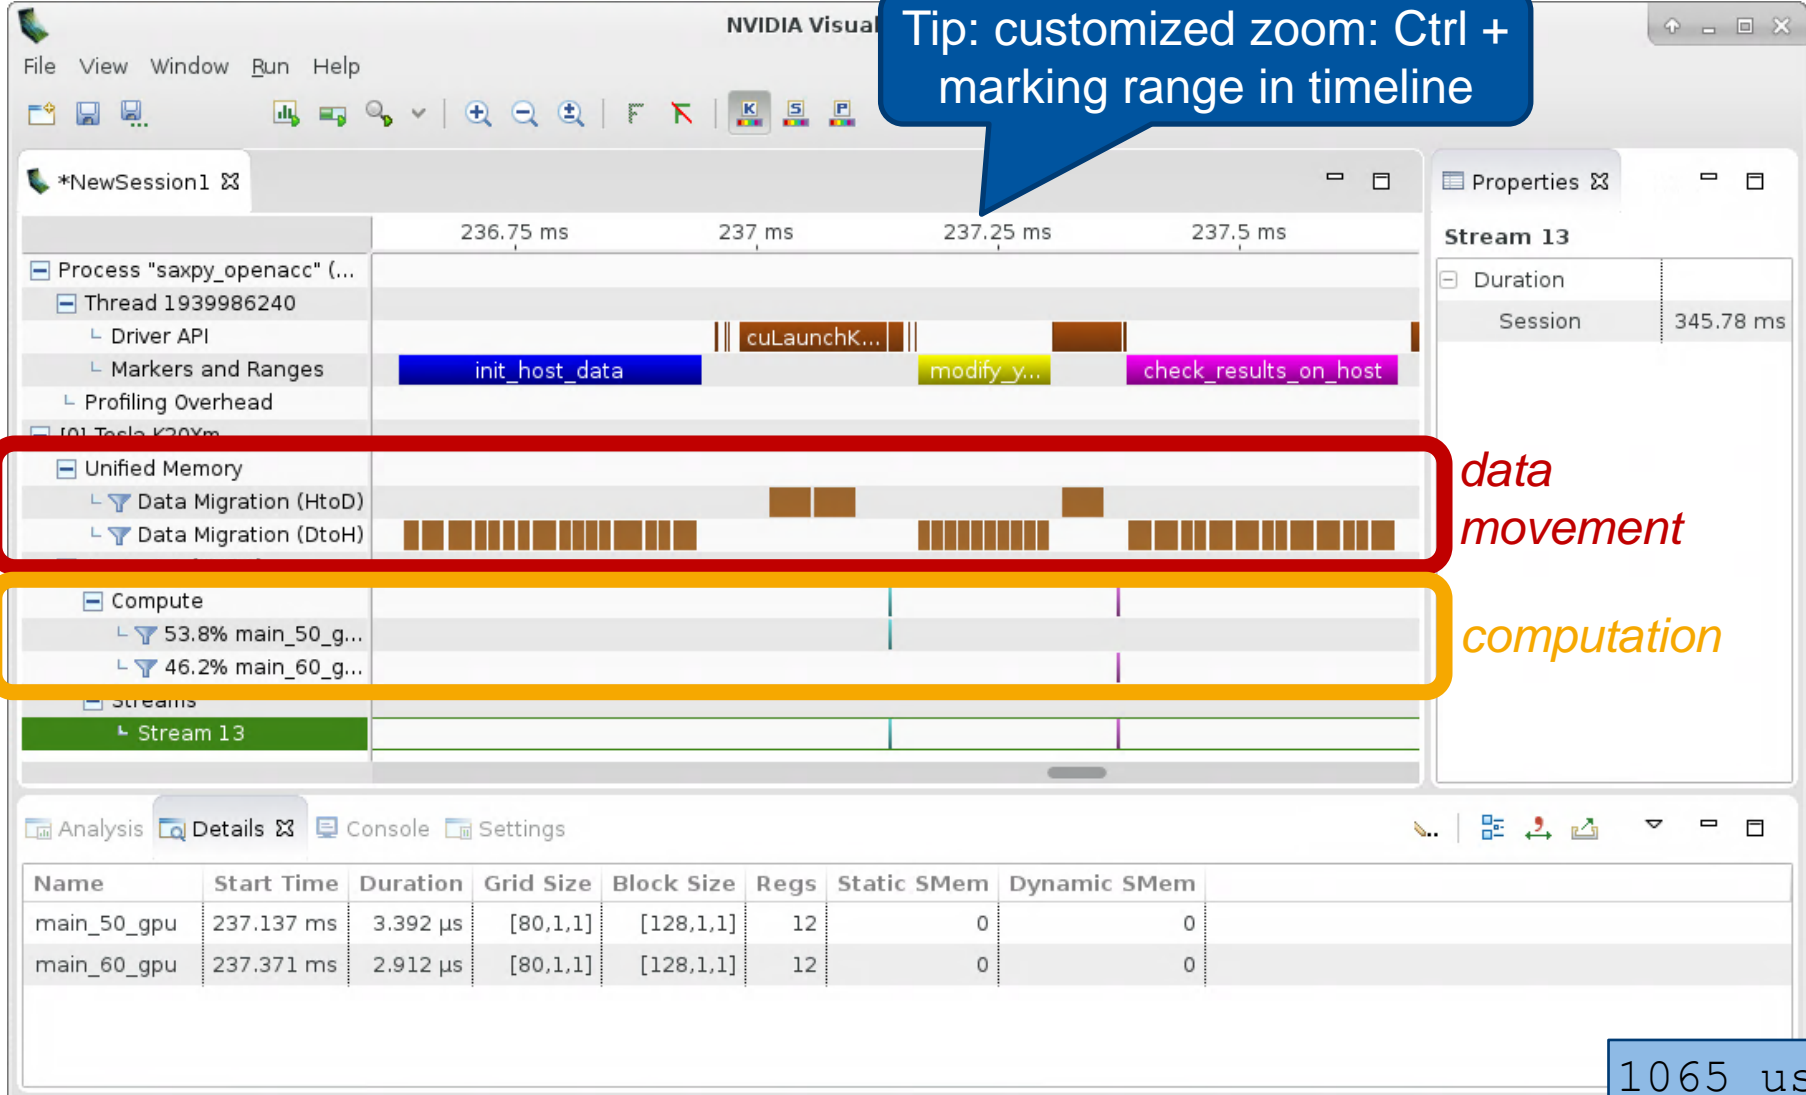 NVIDIA Visual
Tip: customized zoom: Ctrl +
marking range in timeline
File View Window Run Help
*NewSession1
Properties
236.75 ms 237 ms 237.25 ms 237.5 ms
Stream 13
Process "saxpy_openacc" (...
Duration
Thread 1939986240
Session 345.78 ms
Driver API
cuLaunchK...
Markers and Ranges
init_host_data modify_y... check_results_on_host
Profiling Overhead
[0] Tesla K20Xm
Unified Memory
Data Migration (HtoD)
Data Migration (DtoH)
data
movement
Compute
53.8% main_50_g...
46.2% main_60_g...
computation
Streams
Stream 13
Analysis Details Console Settings
Name Start Time Duration Grid Size Block Size Regs Static SMem Dynamic SMem
main_50_gpu 237.137 ms 3.392 µs [80,1,1] [128,1,1] 12 0 0
main_60_gpu 237.371 ms 2.912 µs [80,1,1] [128,1,1] 12 0 0
1065 us